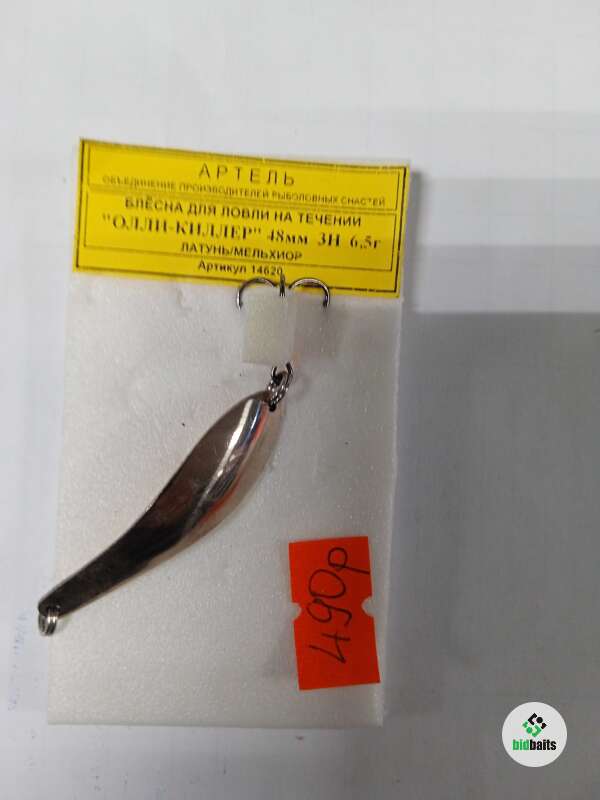 АРТЕЛЬ
ОБЪЕДИНЕНИЕ ПРОИЗВОДИТЕЛЕЙ РЫБОЛОВНЫХ СНАСТЕЙ
БЛЁСНА ДЛЯ ЛОВЛИ НА ТЕЧЕНИИ
"ОЛЛИ-КИЛЛЕР" 48мм 3Н 6,5г
ЛАТУНЬ/МЕЛЬХИОР
Артикул 14620
490р
bidbaits